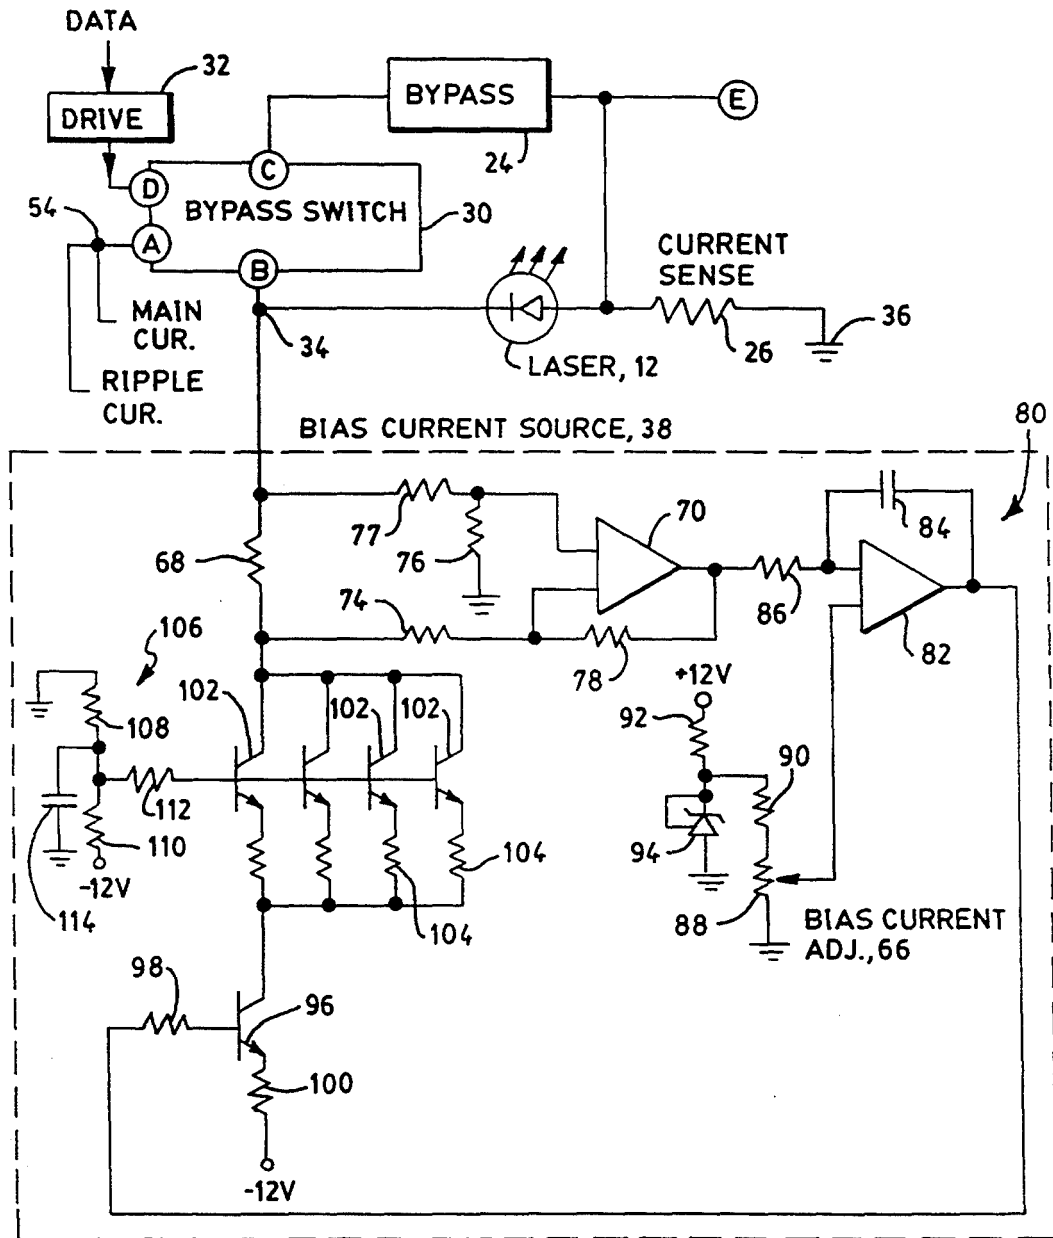 DATA
32
DRIVE
BYPASS
E
24
C
D
BYPASS SWITCH
30
54
A
B
CURRENT
SENSE
MAIN
CUR.
34
LASER, 12
26
36
RIPPLE
CUR.
BIAS CURRENT SOURCE, 38
80
77
76
70
84
68
74
86
82
78
106
102
102
102
+12V
92
90
108
112
110
-12V
114
104
104
94
88
BIAS CURRENT
ADJ., 66
98
96
100
-12V